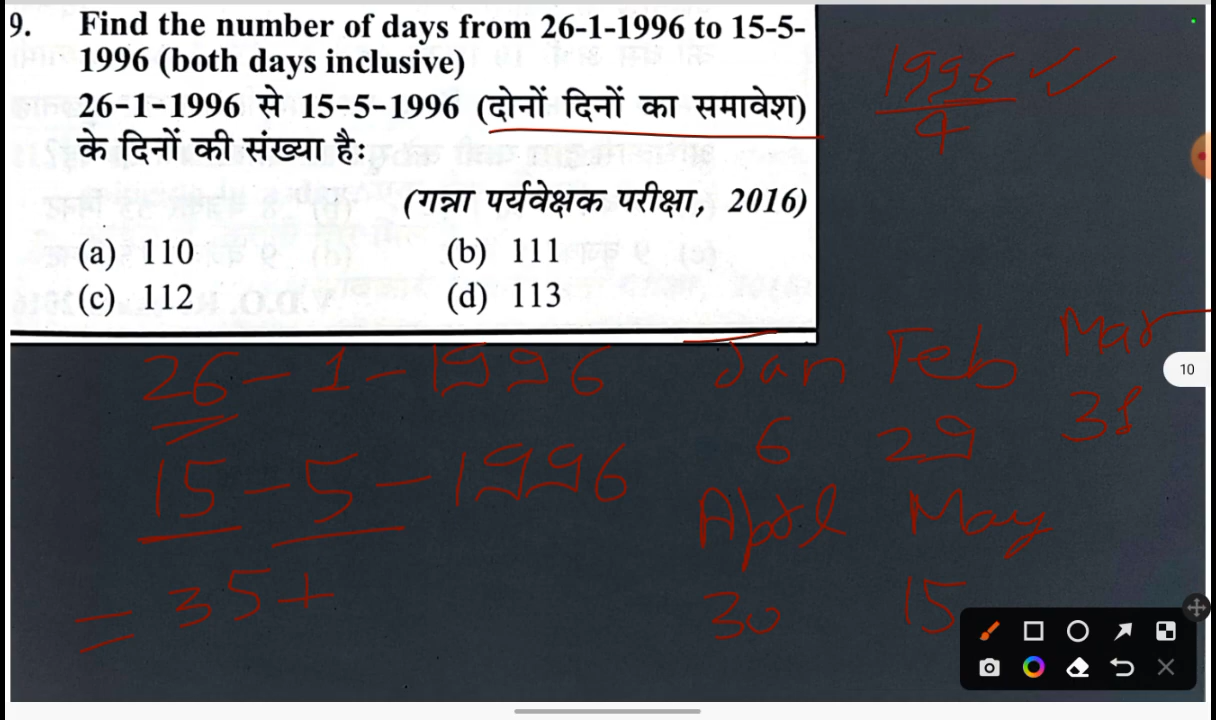 9. Find the number of days from 26-1-1996 to 15-5-
1996 (both days inclusive)
26-1-1996 से 15-5-1996 (दोनों दिनों का समावेश)
के दिनों की संख्या है:
(गन्ना पर्यवेक्षक परीक्षा, 2016)
(a) 110 (b) 111
(c) 112 (d) 113
1996
4
26-1-1996
15-5-1996
= 35+
Jan Feb Mar
6 29 31
April May
30 15
10